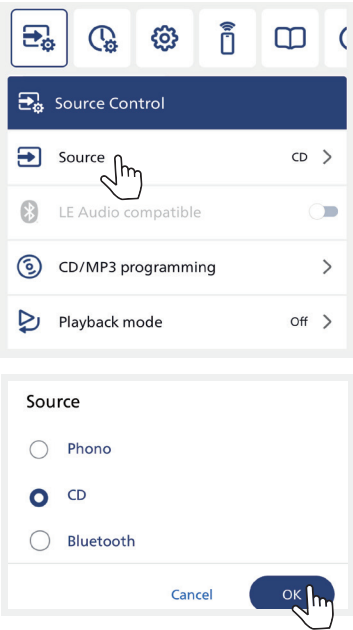 Source Control
Source CD
LE Audio compatible
CD/MP3 programming
Playback mode Off
Source
Phono
CD
Bluetooth
Cancel OK